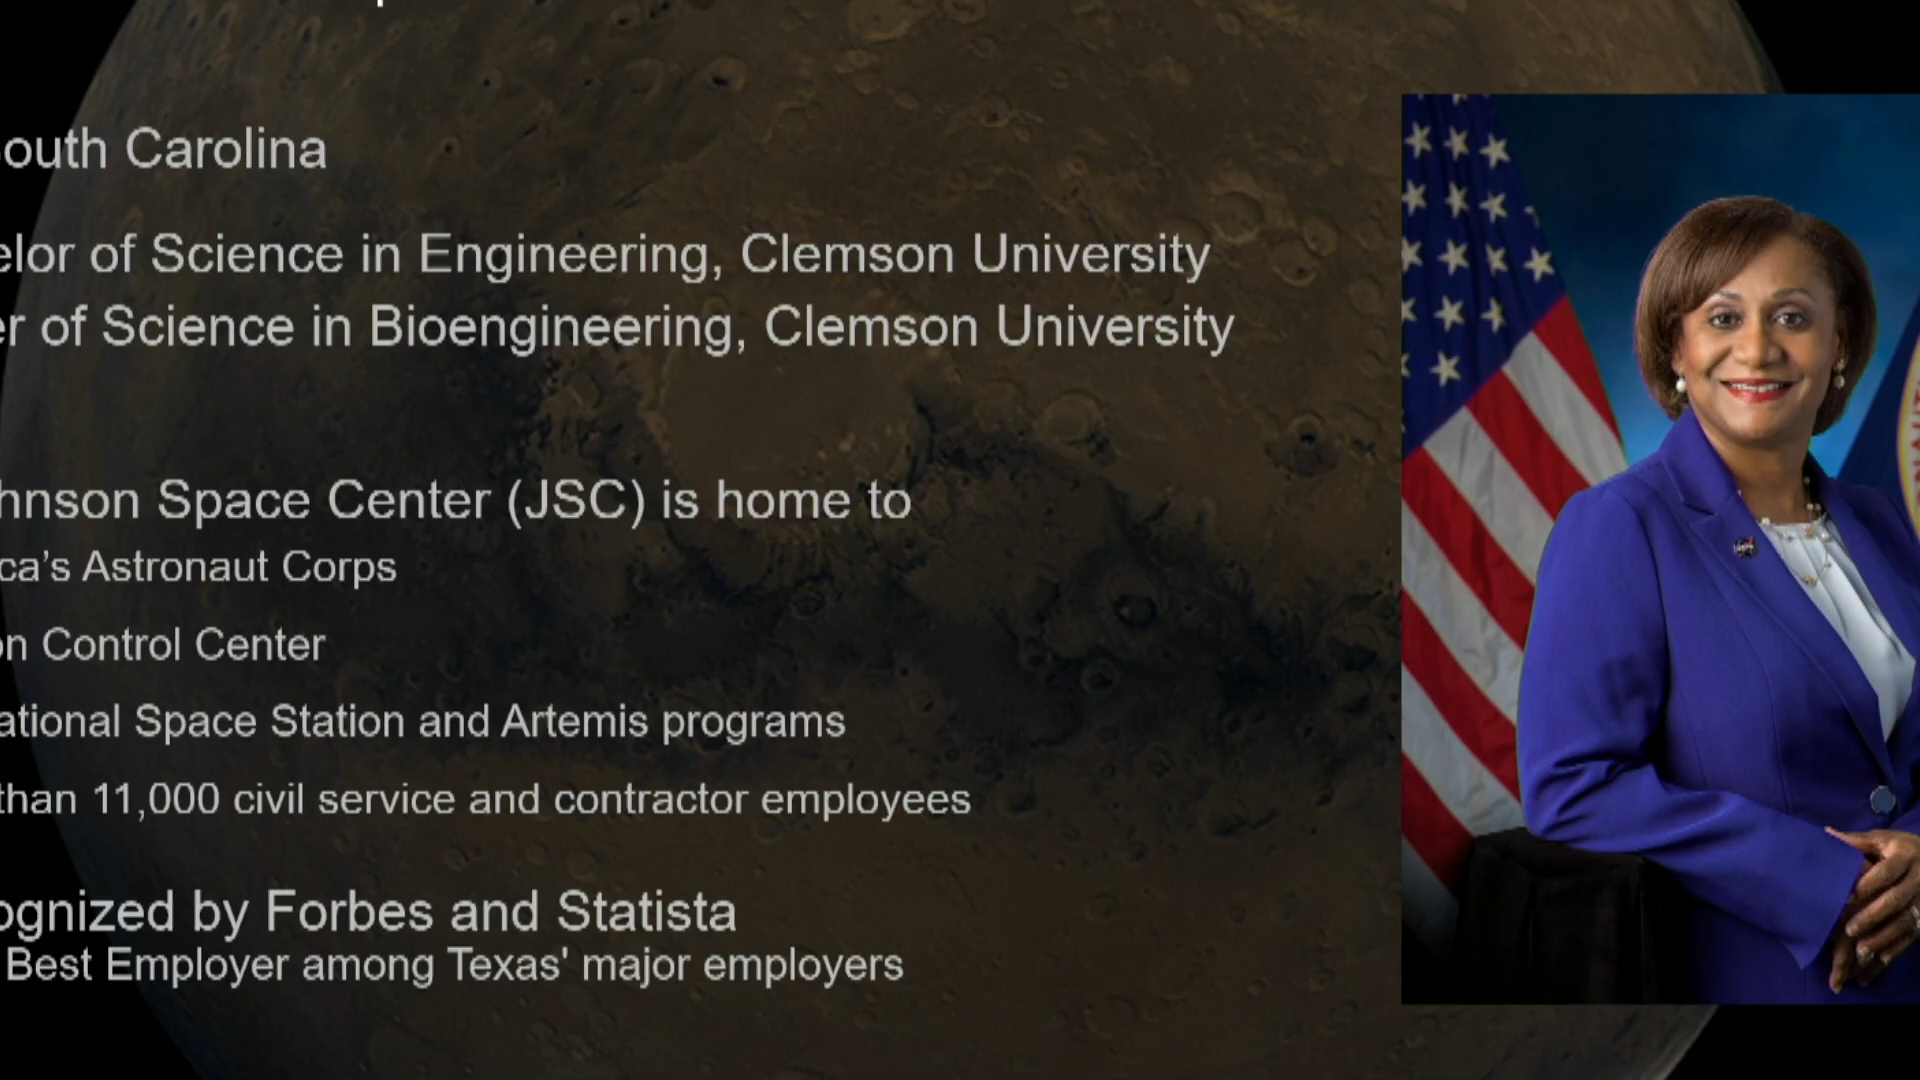 outh Carolina
elor of Science in Engineering, Clemson University
er of Science in Bioengineering, Clemson University
hnson Space Center (JSC) is home to
ca's Astronaut Corps
on Control Center
ational Space Station and Artemis programs
than 11,000 civil service and contractor employees
ognized by Forbes and Statista
Best Employer among Texas' major employers